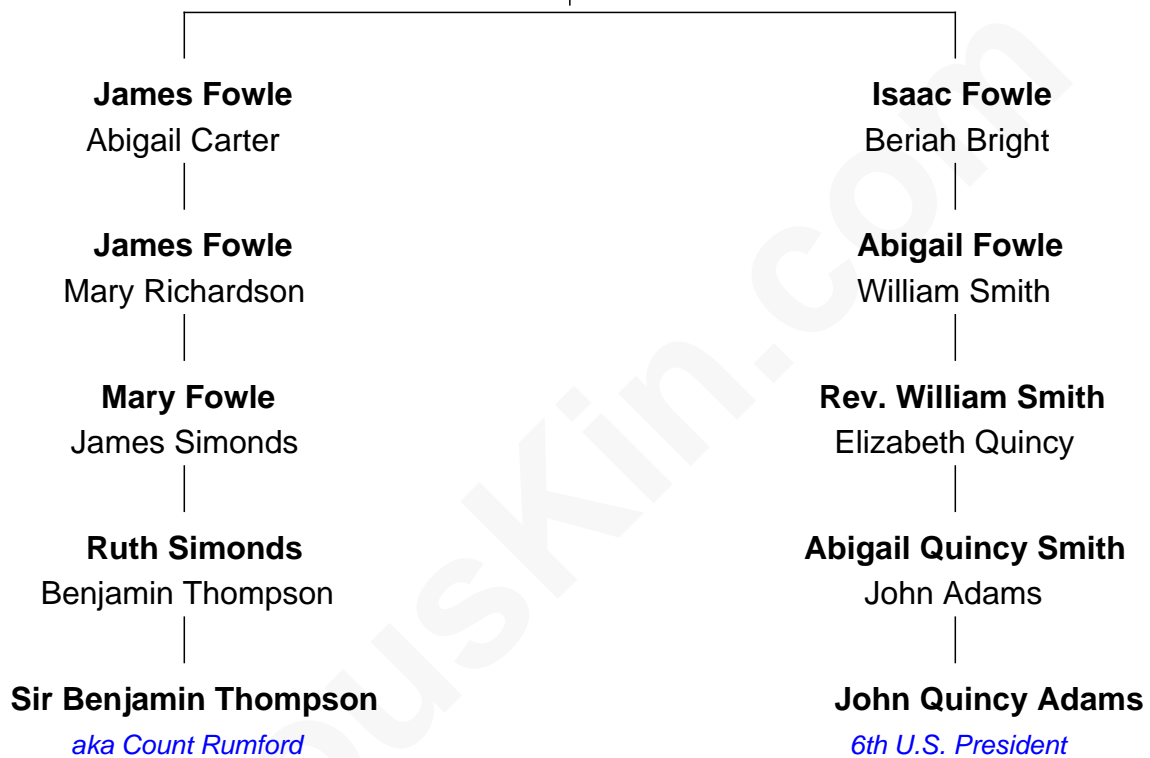 James Fowle
Abigail Carter
James Fowle
Mary Richardson
Mary Fowle
James Simonds
Ruth Simonds
Benjamin Thompson
Sir Benjamin Thompson
aka Count Rumford
Isaac Fowle
Beriah Bright
Abigail Fowle
William Smith
Rev. William Smith
Elizabeth Quincy
Abigail Quincy Smith
John Adams
John Quincy Adams
6th U.S. President
ousKin.com